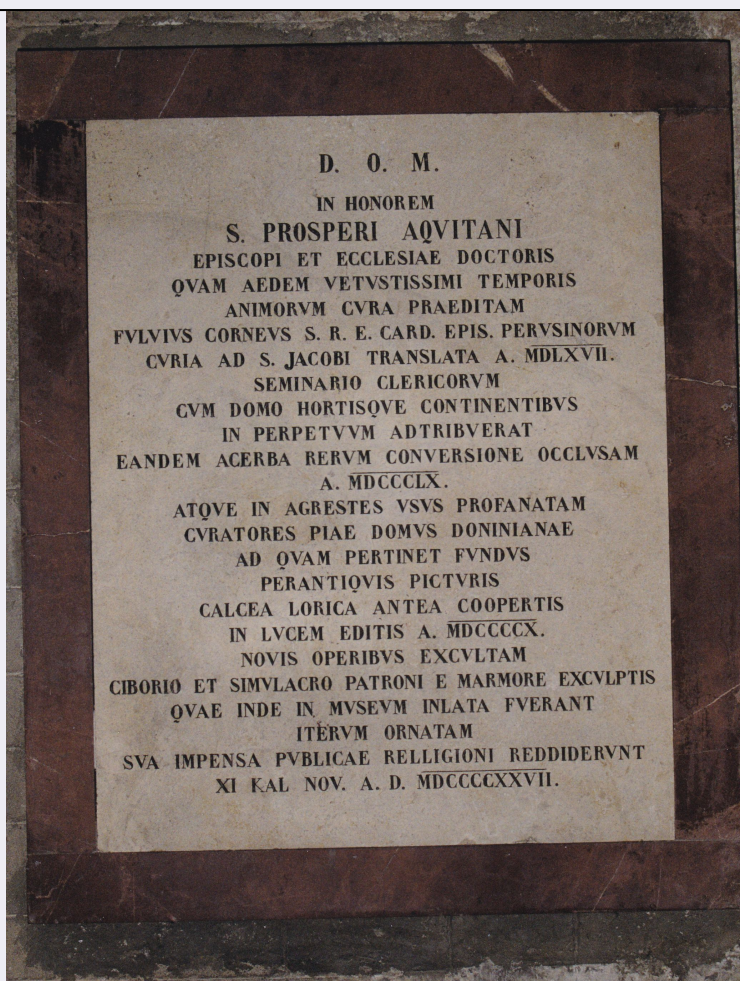 D. O. M.
IN HONOREM
S. PROSPERI AQVITANI
EPISCOPI ET ECCLESIAE DOCTORIS
QVAM AEDEM VETVSTISSIMI TEMPORIS
ANIMORVM CVRA PRAEDITAM
FVLVIVS CORNEVS S. R. E. CARD. EPIS. PERVSINORVM
CVRIA AD S. JACOBI TRANSLATA A. MDLXVII.
SEMINARIO CLERICORVM
CVM DOMO HORTISQVE CONTINENTIBVS
IN PERPETVVM ADTRIBVERAT
EANDEM ACERBA RERVM CONVERSIONE OCCLVSAM
A. MDCCCLX.
ATQVE IN AGRESTES VSVS PROFANATAM
CVRATORES PIAE DOMVS DONINIANAE
AD QVAM PERTINET FVNDVS
PERANTIQVIS PICTVRIS
CALCEA LORICA ANTEA COOPERTIS
IN LVCEM EDITIS A. MDCCCCX.
NOVIS OPERIBVS EXCVLTAM
CIBORIO ET SIMVLACRO PATRONI E MARMORE EXCVLPTIS
QVAE INDE IN MVSEVM INLATA FVERANT
ITERVM ORNATAM
SVA IMPENSA PVBLICAE RELLIGIONI REDDIDERVNT
XI KAL NOV. A. D. MDCCCCXXVII.